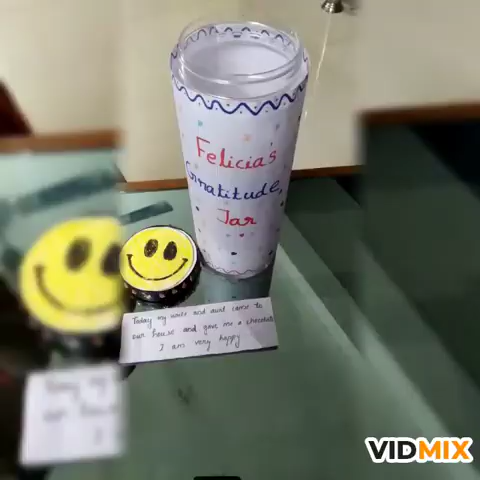 Felicia's
Gratitude
Jar
Today my uncle and aunt came to
our house and gave me a chocolate
I am very happy
VIDMIX